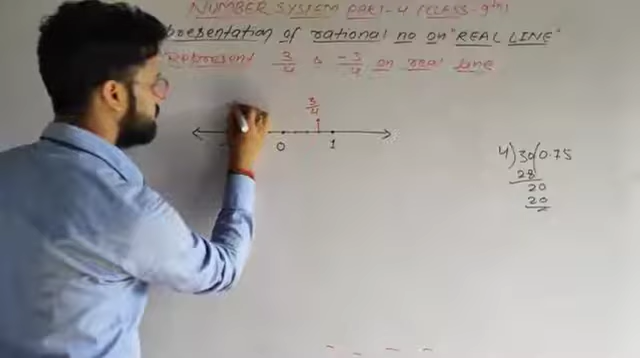 NUMBER SYSTEM PART-4 (CLASS-9th)
presentation of rational no on "REAL LINE"
Represent 3/4 & -3/4 on real line
3/4
0 1
4)30(0.75
28
20
20